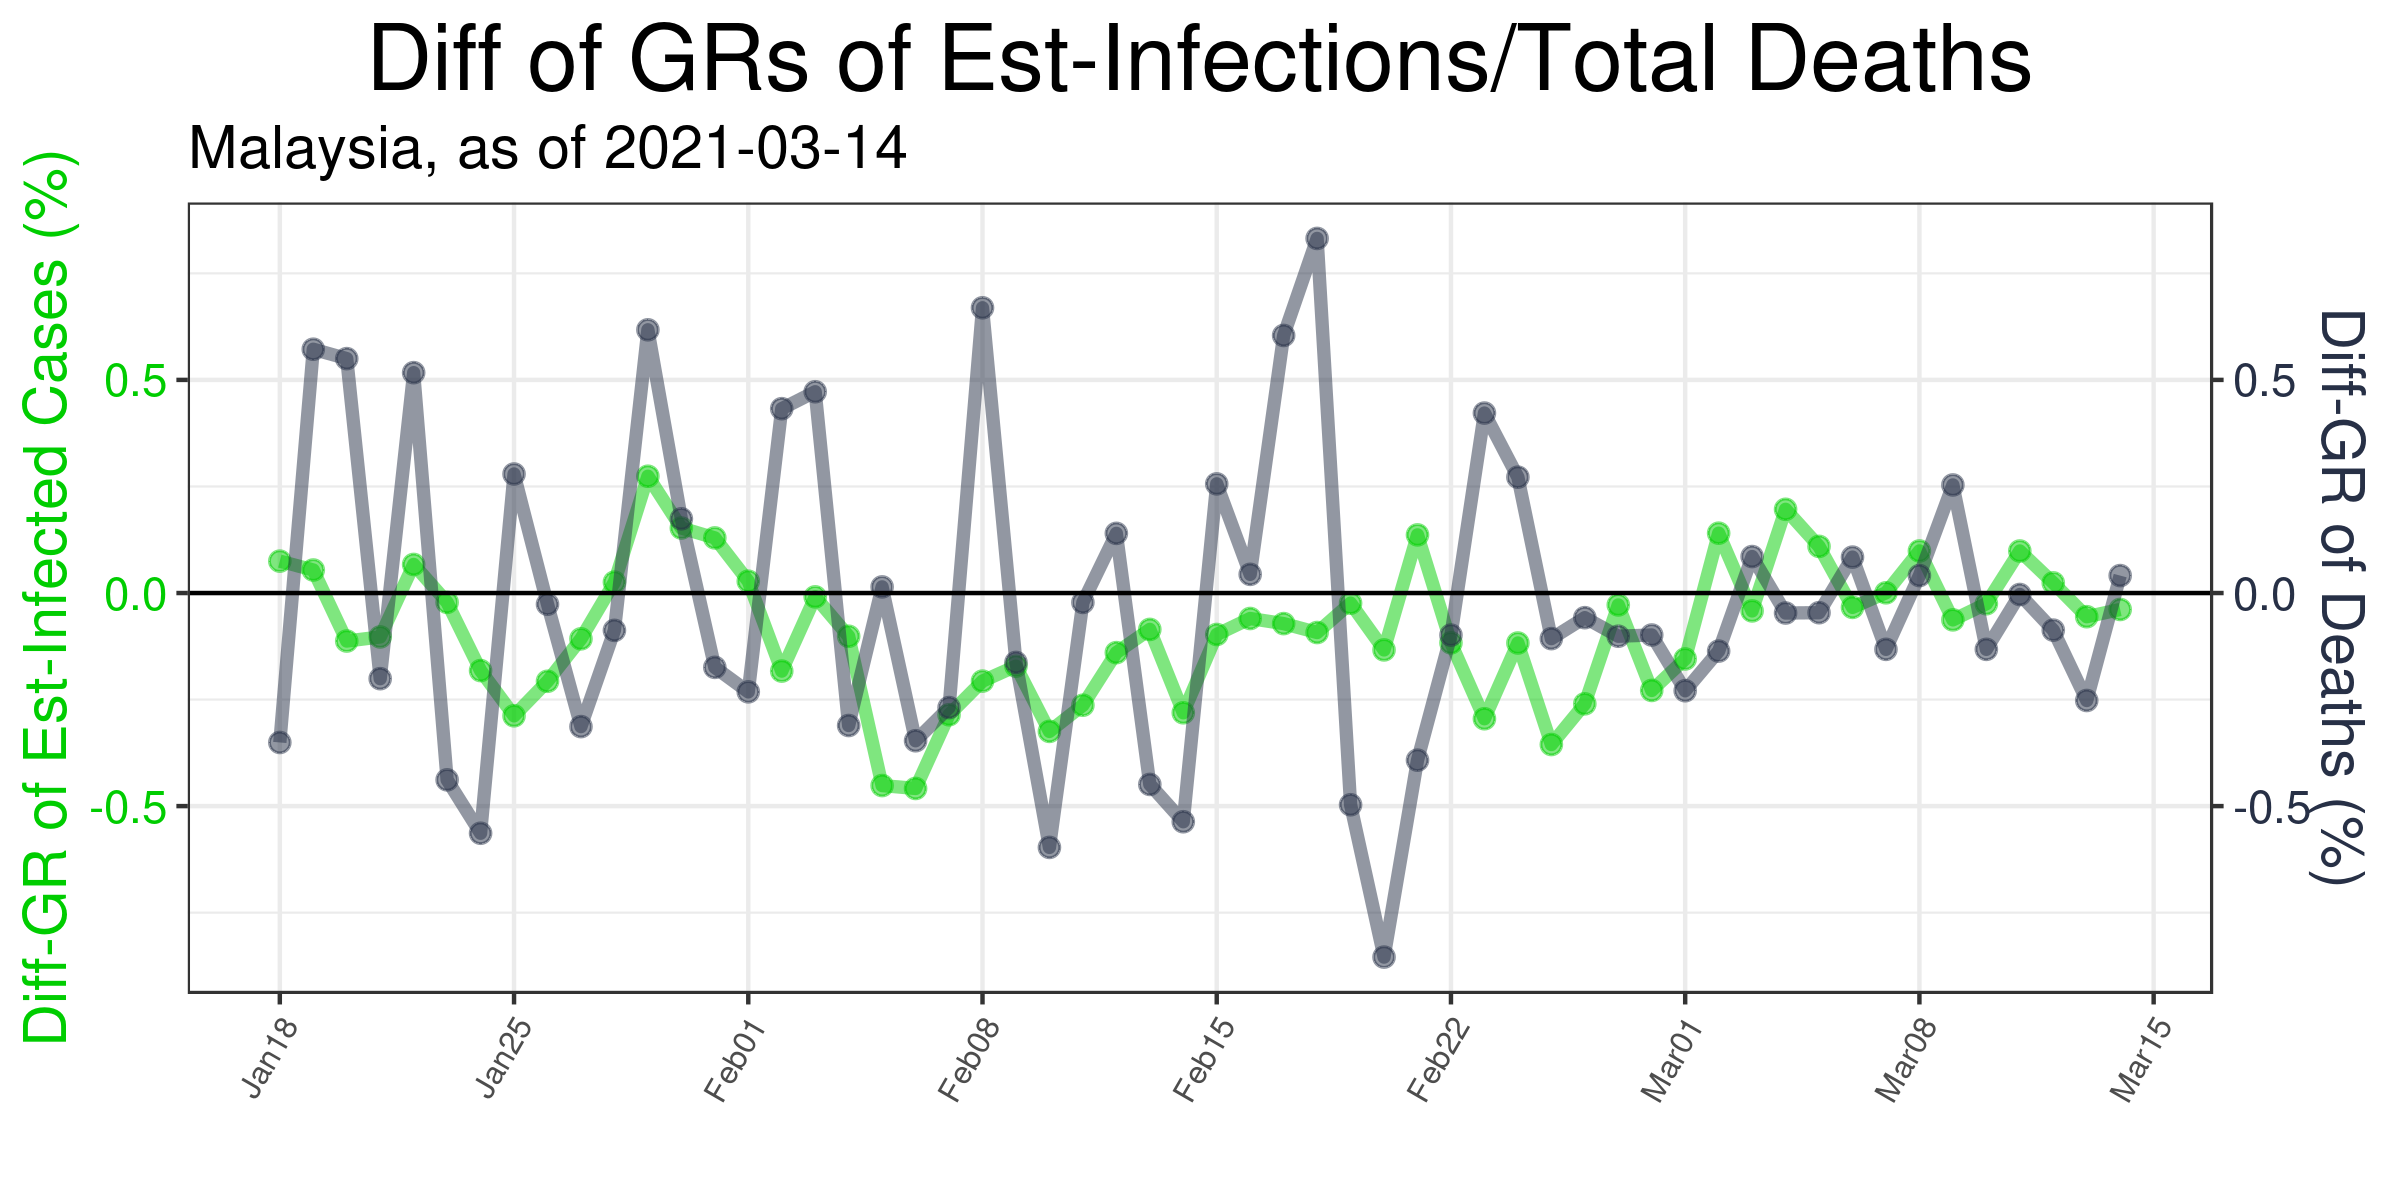 Diff of GRs of Est-Infections/Total Deaths
Malaysia, as of 2021-03-14
Diff-GR of Est-Infected Cases (%)
0.5
0.0
-0.5
0.5
0.0
-0.5
Diff-GR of Deaths (%)
Jan18
Jan25
Feb01
Feb08
Feb15
Feb22
Mar01
Mar08
Mar15